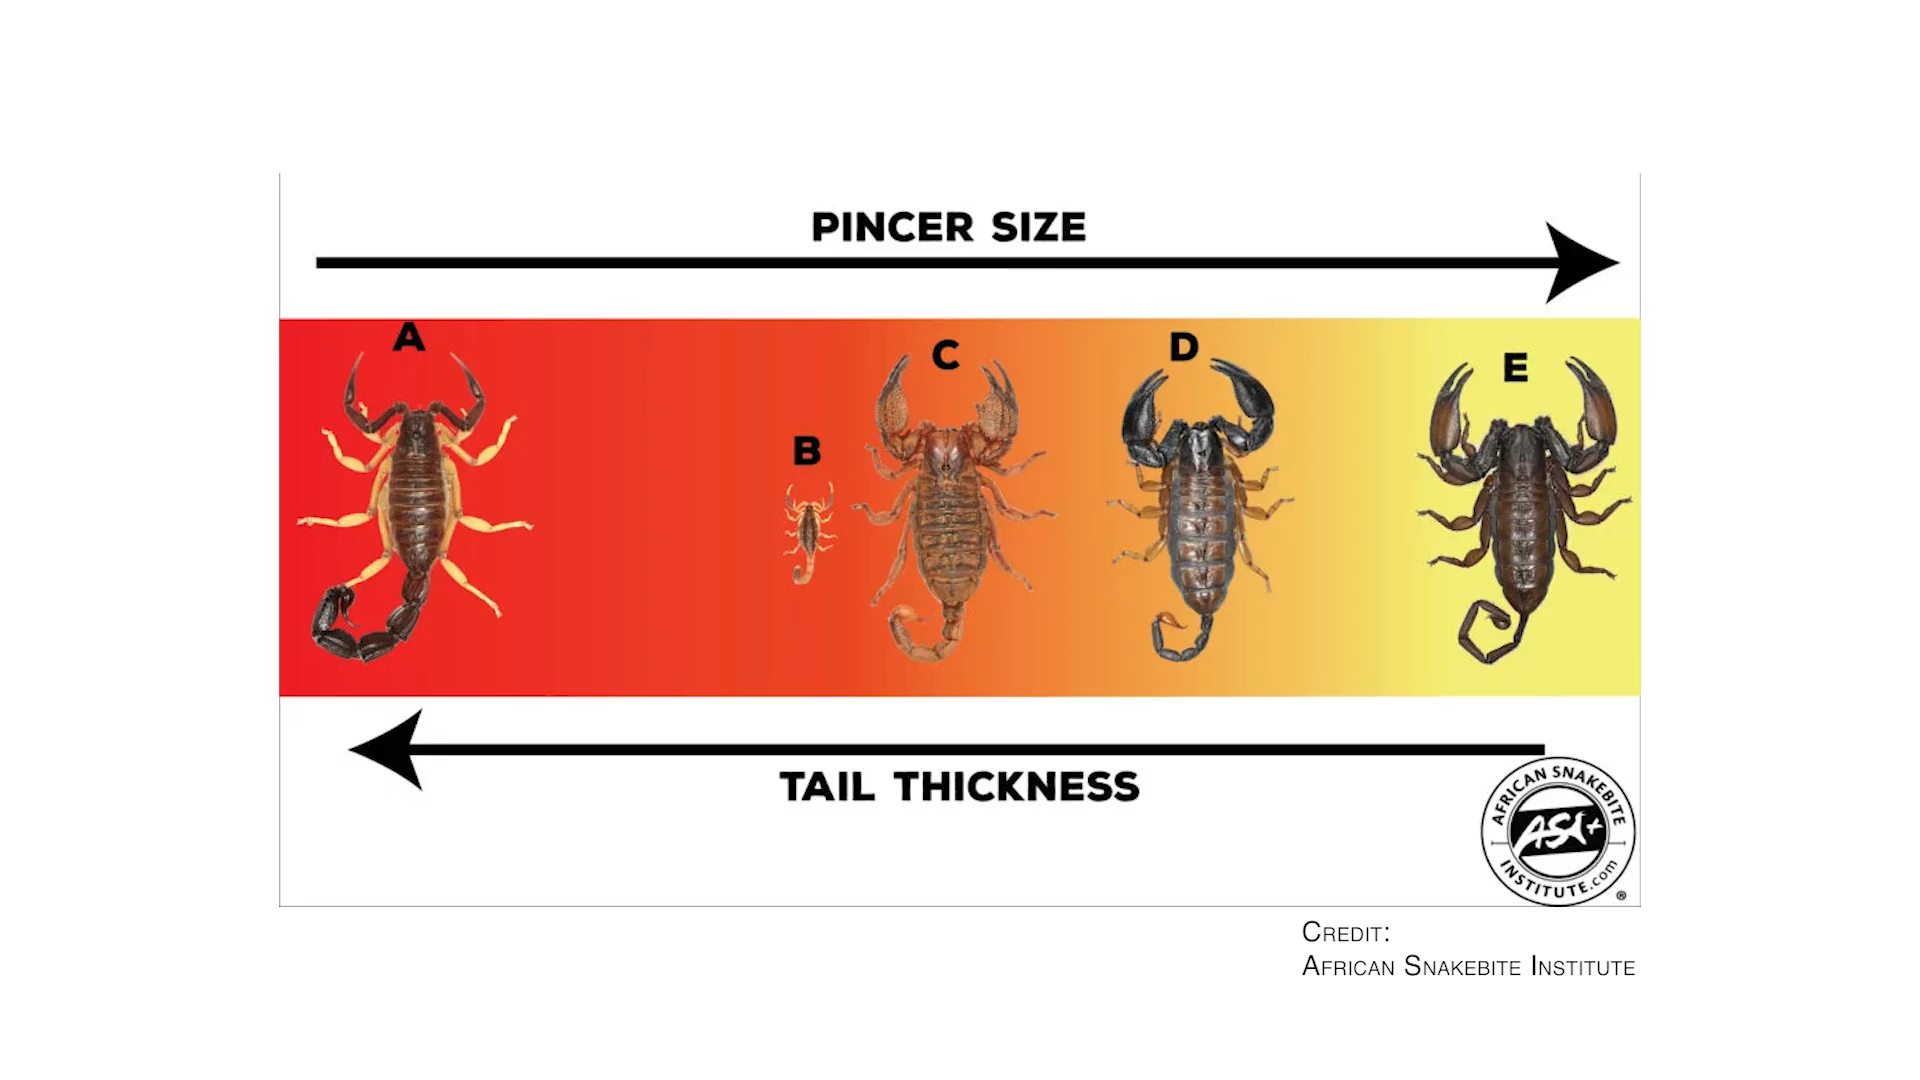 PINCER SIZE
A
B
C
D
E
TAIL THICKNESS
AFRICAN SNAKEBITE
ASI+
INSTITUTE.com
®
CREDIT:
AFRICAN SNAKEBITE INSTITUTE